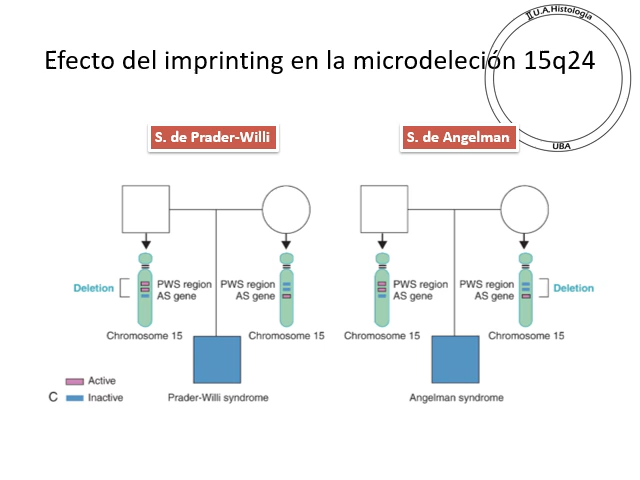 II U.A.Histología
Efecto del imprinting en la microdeleción 15q24
UBA
S. de Prader-Willi
S. de Angelman
Deletion
PWS region
AS gene
PWS region
AS gene
PWS region
AS gene
PWS region
AS gene
Deletion
Chromosome 15
Chromosome 15
Chromosome 15
Chromosome 15
Active
C
Inactive
Prader-Willi syndrome
Angelman syndrome